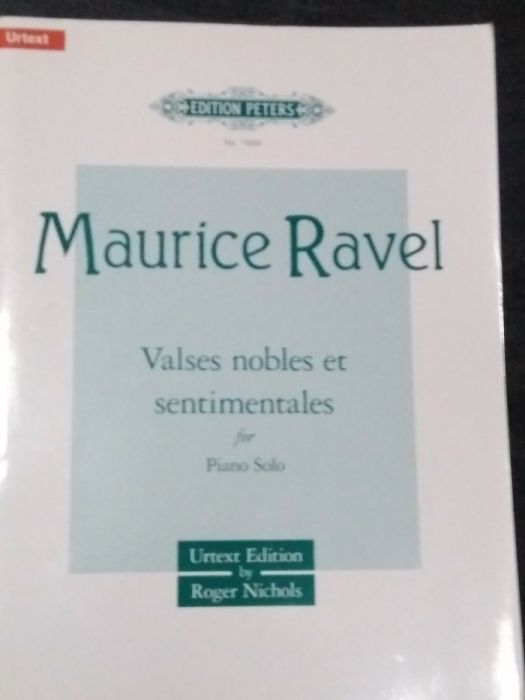 Urtext
EDITION PETERS
Maurice Ravel
Valses nobles et
sentimentales
for
Piano Solo
Urtext Edition
by
Roger Nichols